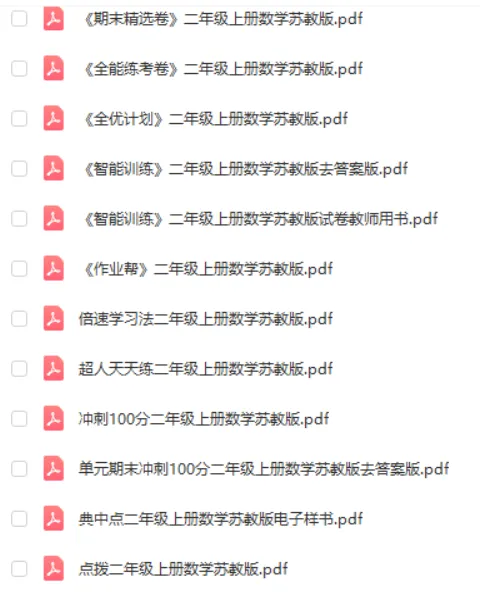 《期末精选卷》二年级上册数学苏教版.pdf
《全能练考卷》二年级上册数学苏教版.pdf
《全优计划》二年级上册数学苏教版.pdf
《智能训练》二年级上册数学苏教版去答案版.pdf
《智能训练》二年级上册数学苏教版试卷教师用书.pdf
《作业帮》二年级上册数学苏教版.pdf
倍速学习法二年级上册数学苏教版.pdf
超人天天练二年级上册数学苏教版.pdf
冲刺100分二年级上册数学苏教版.pdf
单元期末冲刺100分二年级上册数学苏教版去答案版.pdf
典中点二年级上册数学苏教版电子样书.pdf
点拨二年级上册数学苏教版.pdf